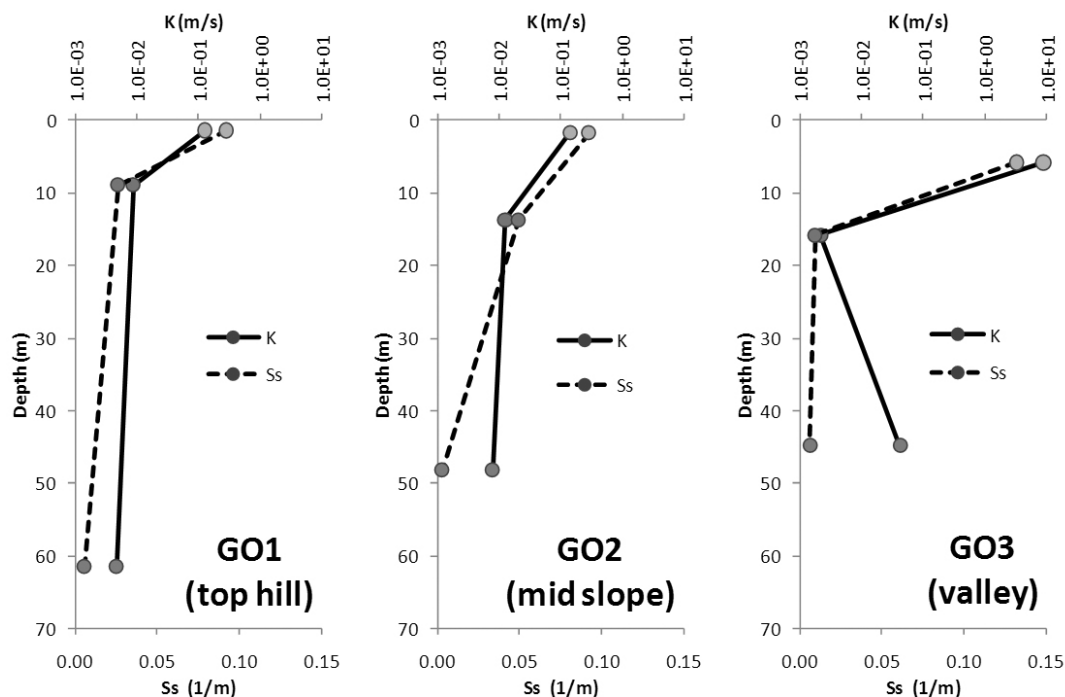 K (m/s)
1.0E-03
1.0E-02
1.0E-01
1.0E+00
1.0E+01
0
10
20
30
40
50
60
70
Depth (m)
K
Ss
GO1
(top hill)
0.00 0.05 0.10 0.15
Ss (1/m)
K (m/s)
1.0E-03
1.0E-02
1.0E-01
1.0E+00
1.0E+01
0
10
20
30
40
50
60
70
Depth (m)
K
Ss
GO2
(mid slope)
0.00 0.05 0.10 0.15
Ss (1/m)
K (m/s)
1.0E-03
1.0E-02
1.0E-01
1.0E+00
1.0E+01
0
10
20
30
40
50
60
70
Depth (m)
K
Ss
GO3
(valley)
0.00 0.05 0.10 0.15
Ss (1/m)